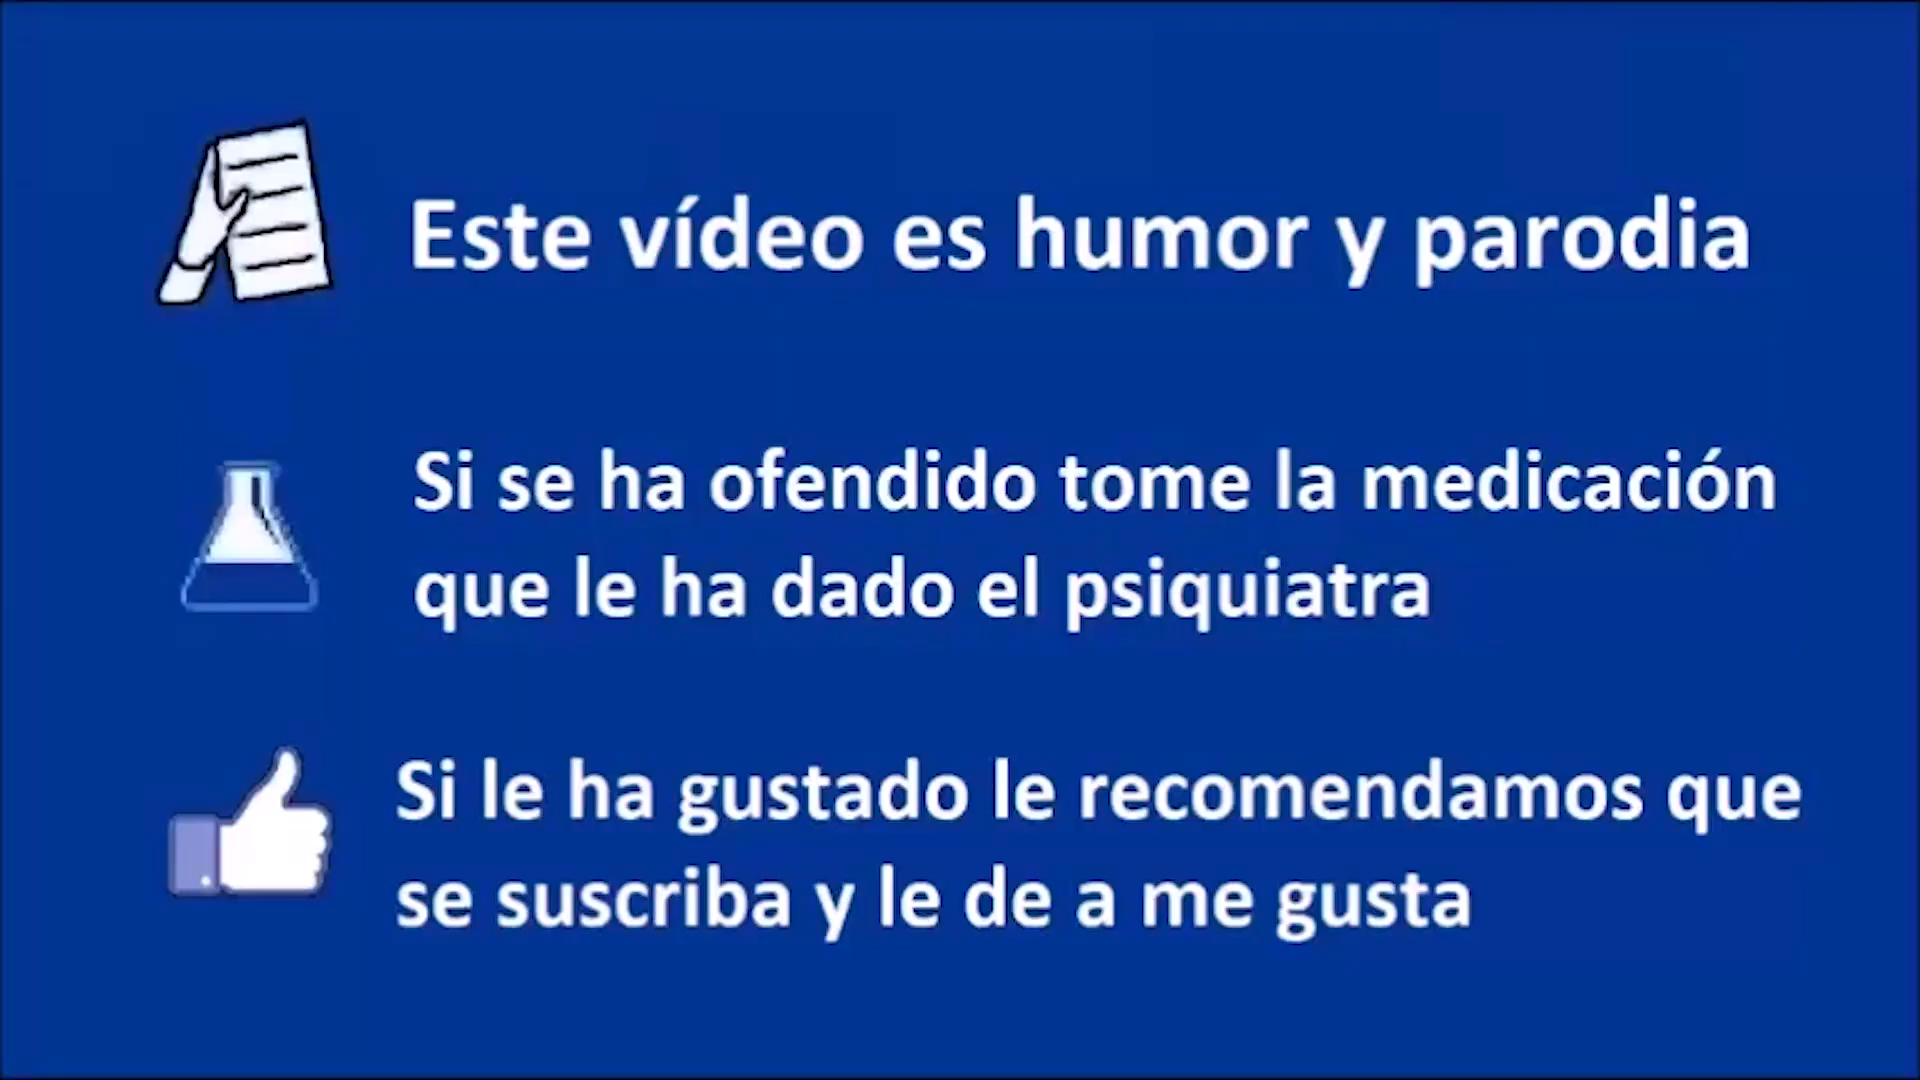 Este vídeo es humor y parodia
Si se ha ofendido tome la medicación
que le ha dado el psiquiatra
Si le ha gustado le recomendamos que
se suscriba y le de a me gusta